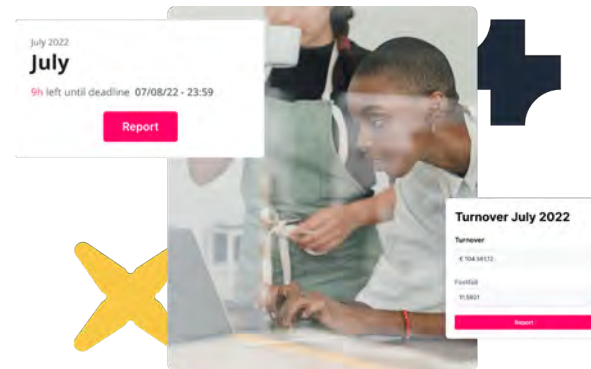 July 2022
July
9h left until deadline 07/08/22 - 23:59
Report
Turnover July 2022
Turnover
Footfall
Report